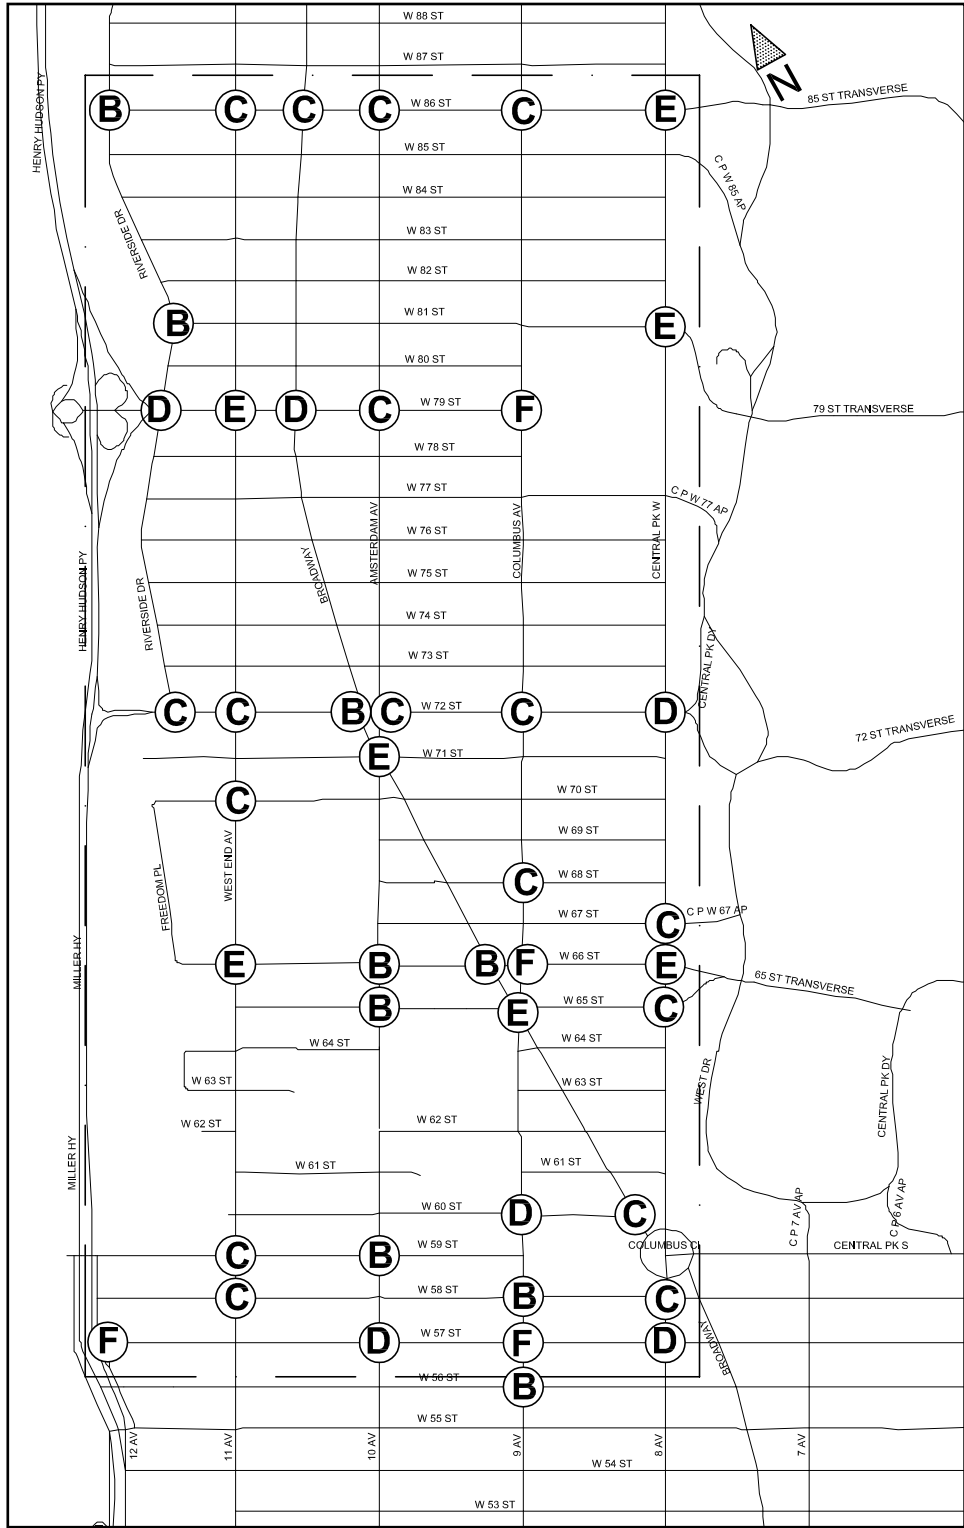 W 88 ST
W 87 ST
N
HENRY HUDSON PY
B C C C W 86 ST C E
85 ST TRANSVERSE
W 85 ST
C P W 85 AP
W 84 ST
RIVERSIDE DR
W 83 ST
W 82 ST
B W 81 ST E
W 80 ST
D E D C W 79 ST F
79 ST TRANSVERSE
W 78 ST
W 77 ST
C P W 77 AP
HENRY HUDSON PY
RIVERSIDE DR
BROADWAY
AMSTERDAM AV
COLUMBUS AV
CENTRAL PK W
W 76 ST
W 75 ST
W 74 ST
W 73 ST
CENTRAL PK DY
C C B C W 72 ST C D
72 ST TRANSVERSE
E W 71 ST
C W 70 ST
W 69 ST
FREEDOM PL
WEST END AV
C W 68 ST
W 67 ST C C P W 67 AP
MILLER HY
E B B F W 66 ST E
65 ST TRANSVERSE
B E W 65 ST C
W 64 ST
W 64 ST
W 63 ST
W 63 ST
WEST DR
CENTRAL PK DY
W 62 ST
W 62 ST
MILLER HY
W 61 ST
W 61 ST
W 60 ST D C
C P 7 AV AP
C P 6 AV AP
C B W 59 ST
COLUMBUS CI
CENTRAL PK S
C W 58 ST B C
F D W 57 ST F D
BROADWAY
W 56 ST B
W 55 ST
12 AV
11 AV
10 AV
9 AV
8 AV
7 AV
W 54 ST
W 53 ST